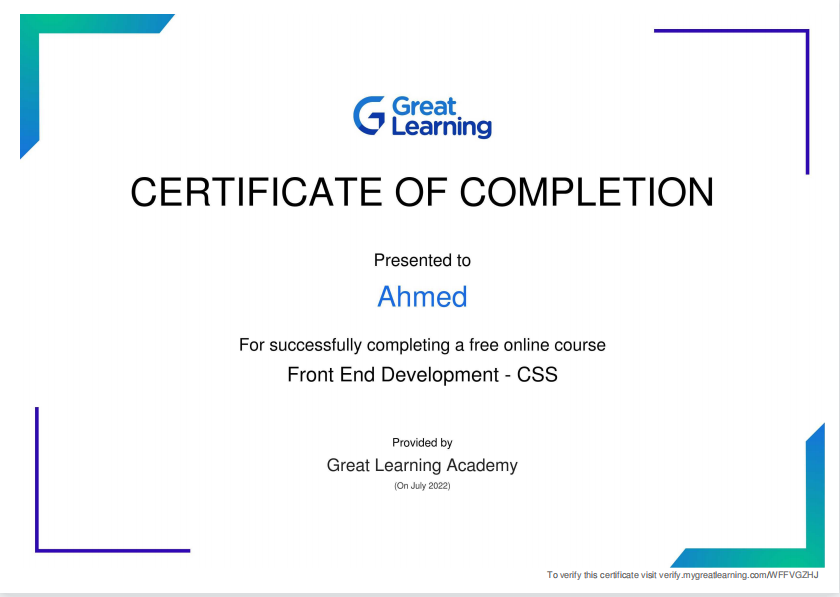 Great
Learning
CERTIFICATE OF COMPLETION
Presented to
Ahmed
For successfully completing a free online course
Front End Development - CSS
Provided by
Great Learning Academy
(On July 2022)
To verify this certificate visit verify.mygreatlearning.com/WFFVGZHJ